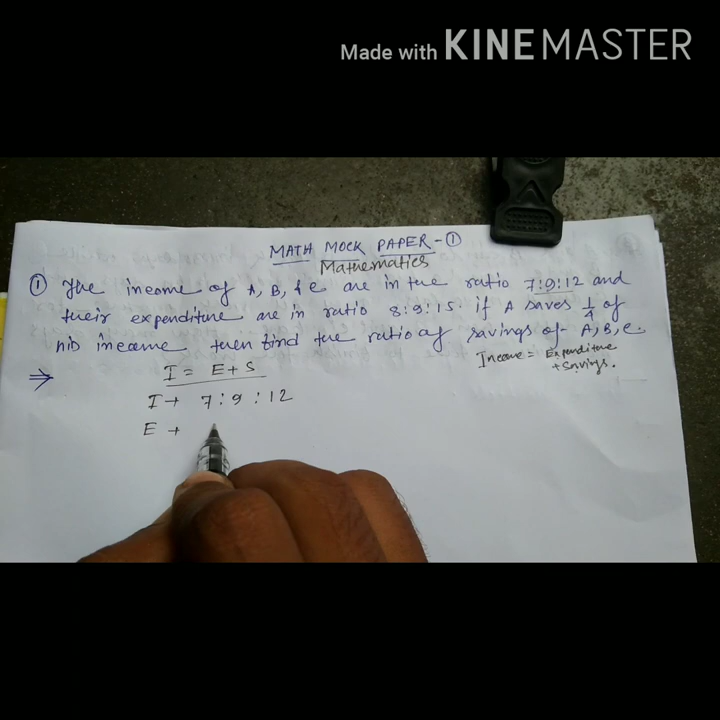 Made with KINEMASTER
MATH MOCK PAPER - ①
Mathematics
① The income of A, B, & C are in the ratio 7:9:12 and
their expenditure are in ratio 8:9:15. if A saves 1/4 of
his income then find the ratio of savings of A, B, C.
Income = Expenditure
+ Savings.
⇒ I = E + S
I → 7 : 9 : 12
E →